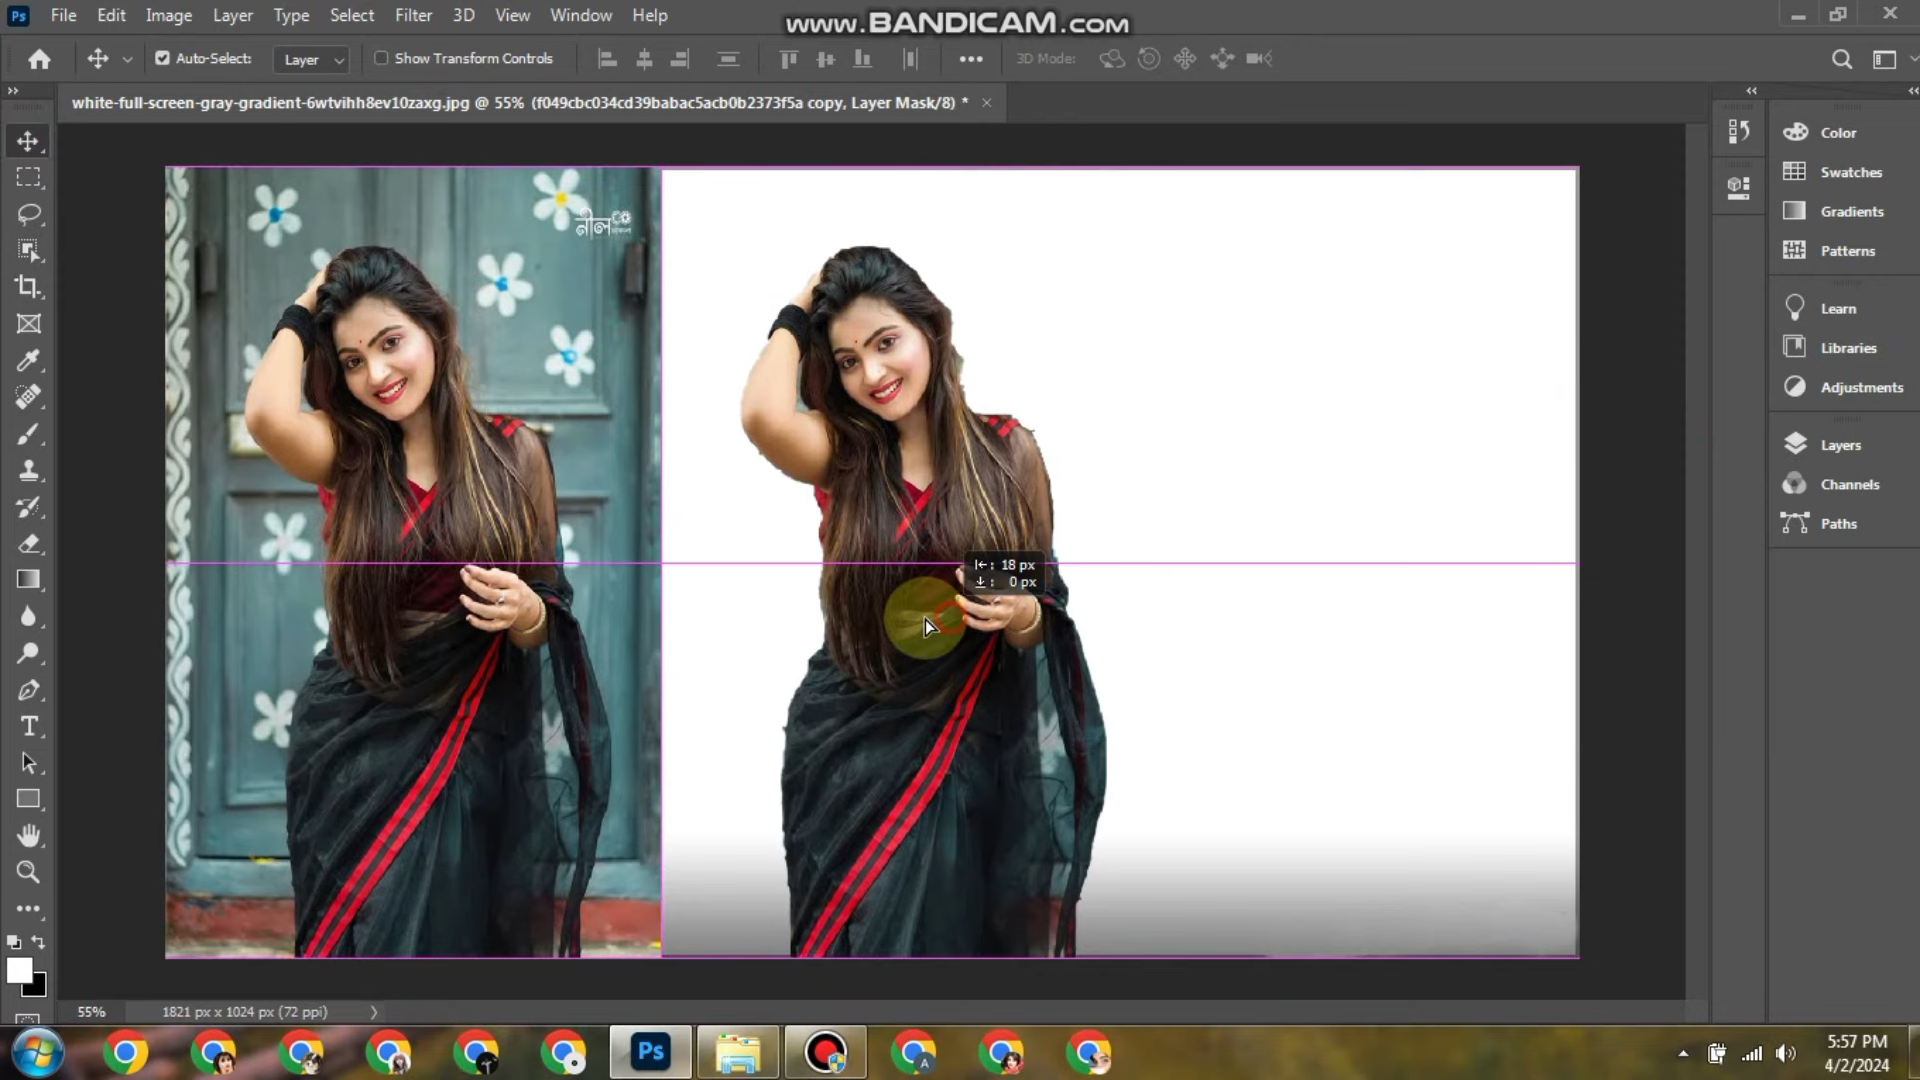 Ps File Edit Image Layer Type Select Filter 3D View Window Help
www.BANDICAM.com
Auto-Select: Layer Show Transform Controls 3D Mode:
white-full-screen-gray-gradient-6wtvihh8ev10zaxg.jpg @ 55% (f049cbc034cd39babac5acb0b2373f5a copy, Layer Mask/8) *
Color
Swatches
Gradients
Patterns
Learn
Libraries
Adjustments
Layers
Channels
Paths
নীল
18 px
0 px
55% 1821 px x 1024 px (72 ppi)
Ps
A
5:57 PM
4/2/2024